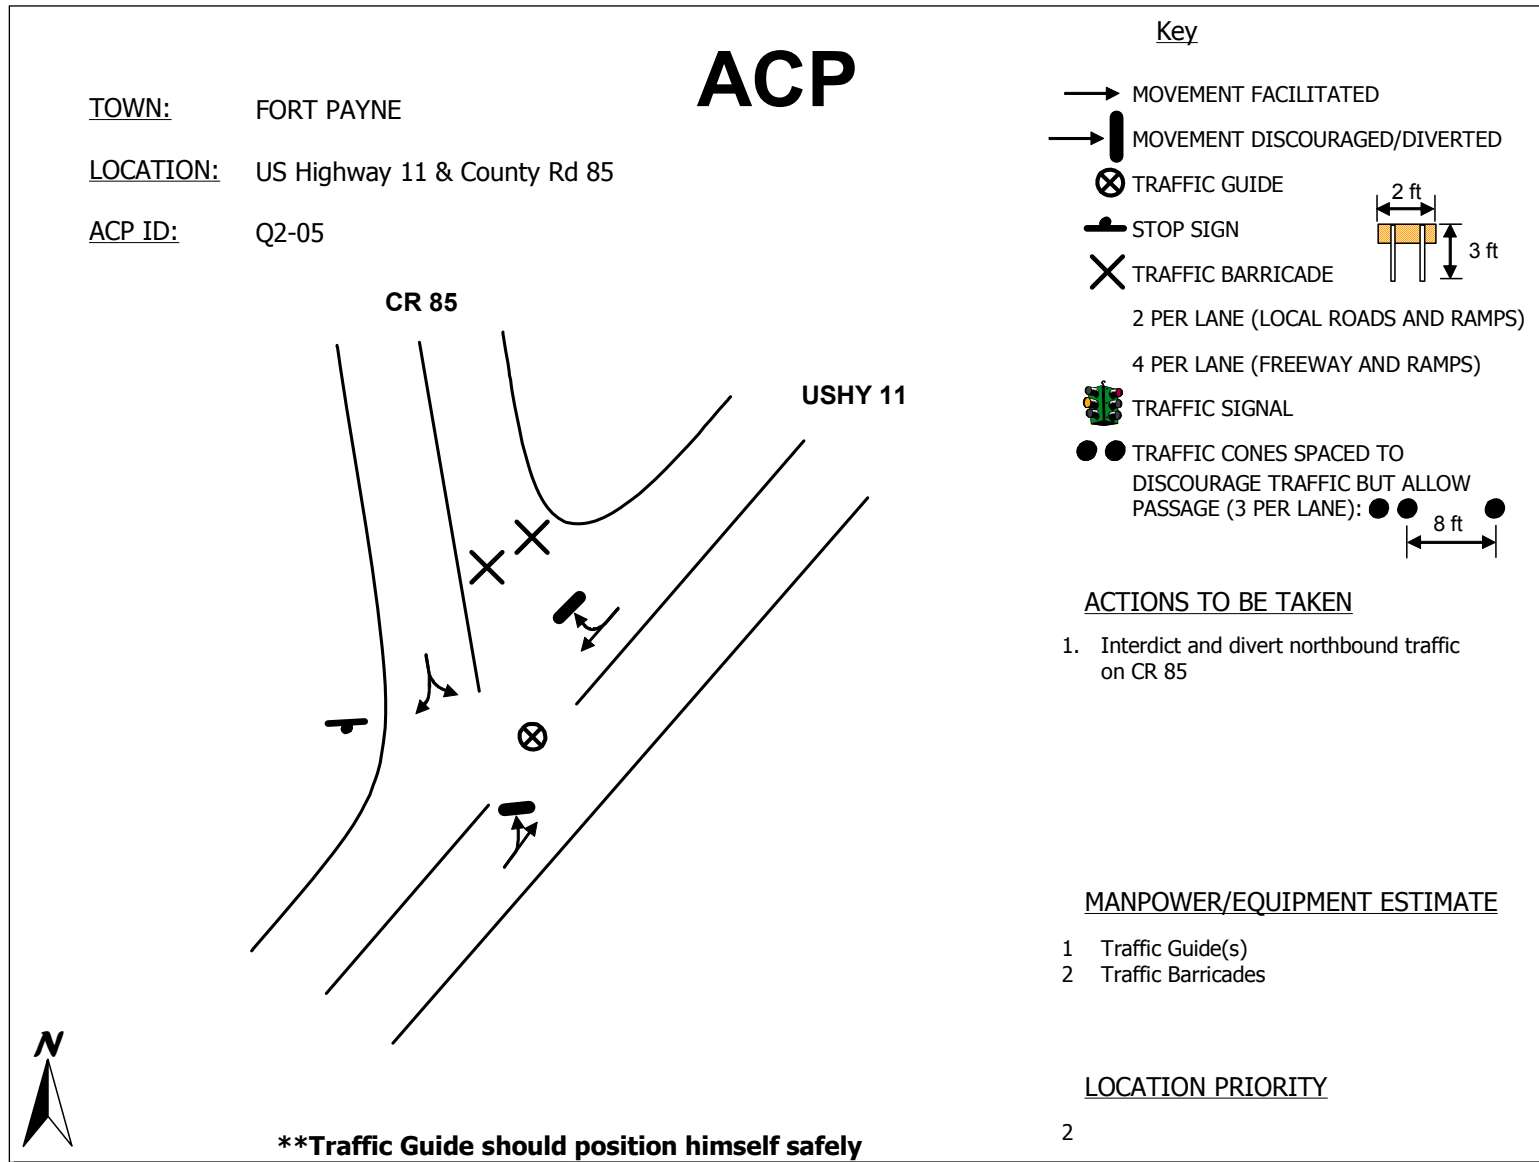 ACP
TOWN: FORT PAYNE
LOCATION: US Highway 11 & County Rd 85
ACP ID: Q2-05
CR 85
USHY 11
N
**Traffic Guide should position himself safely
Key
MOVEMENT FACILITATED
MOVEMENT DISCOURAGED/DIVERTED
TRAFFIC GUIDE
2 ft
STOP SIGN
3 ft
TRAFFIC BARRICADE
2 PER LANE (LOCAL ROADS AND RAMPS)
4 PER LANE (FREEWAY AND RAMPS)
TRAFFIC SIGNAL
TRAFFIC CONES SPACED TO
DISCOURAGE TRAFFIC BUT ALLOW
PASSAGE (3 PER LANE):
8 ft
ACTIONS TO BE TAKEN
1. Interdict and divert northbound traffic
on CR 85
MANPOWER/EQUIPMENT ESTIMATE
1 Traffic Guide(s)
2 Traffic Barricades
LOCATION PRIORITY
2